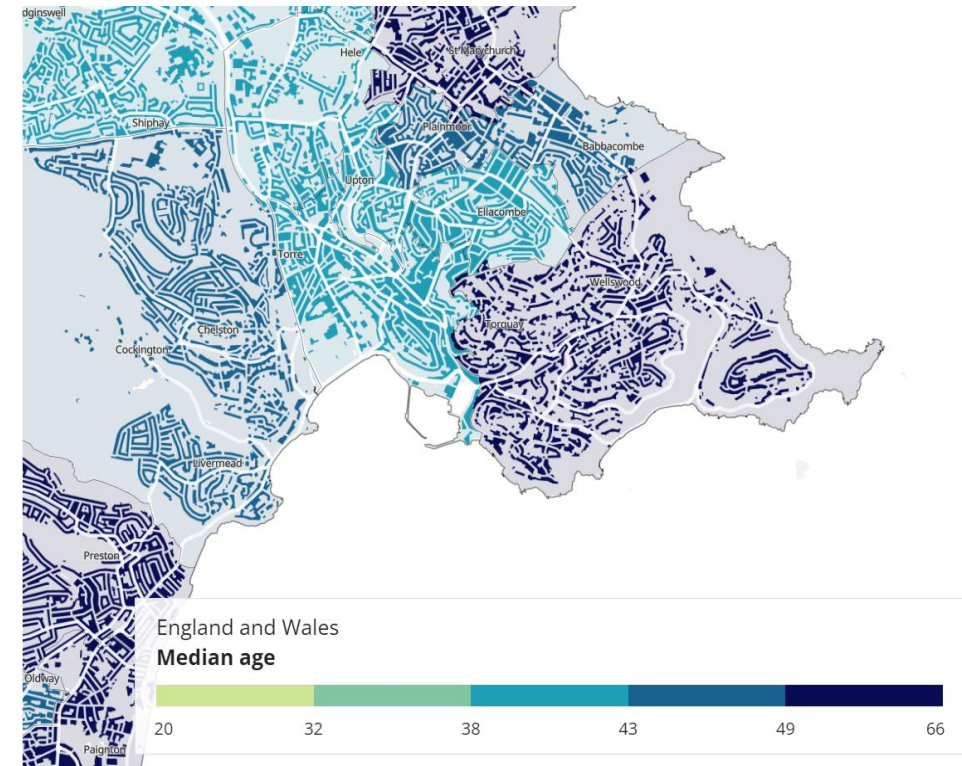 dginswell
Hele
St Marychurch
Shiphay
Plainmoor
Babbacombe
Upton
Ellacombe
Torre
Wellswood
Torquay
Chelston
Cockington
Livermead
Preston
England and Wales
Median age
Oldway
20 32 38 43 49 66
Paignton